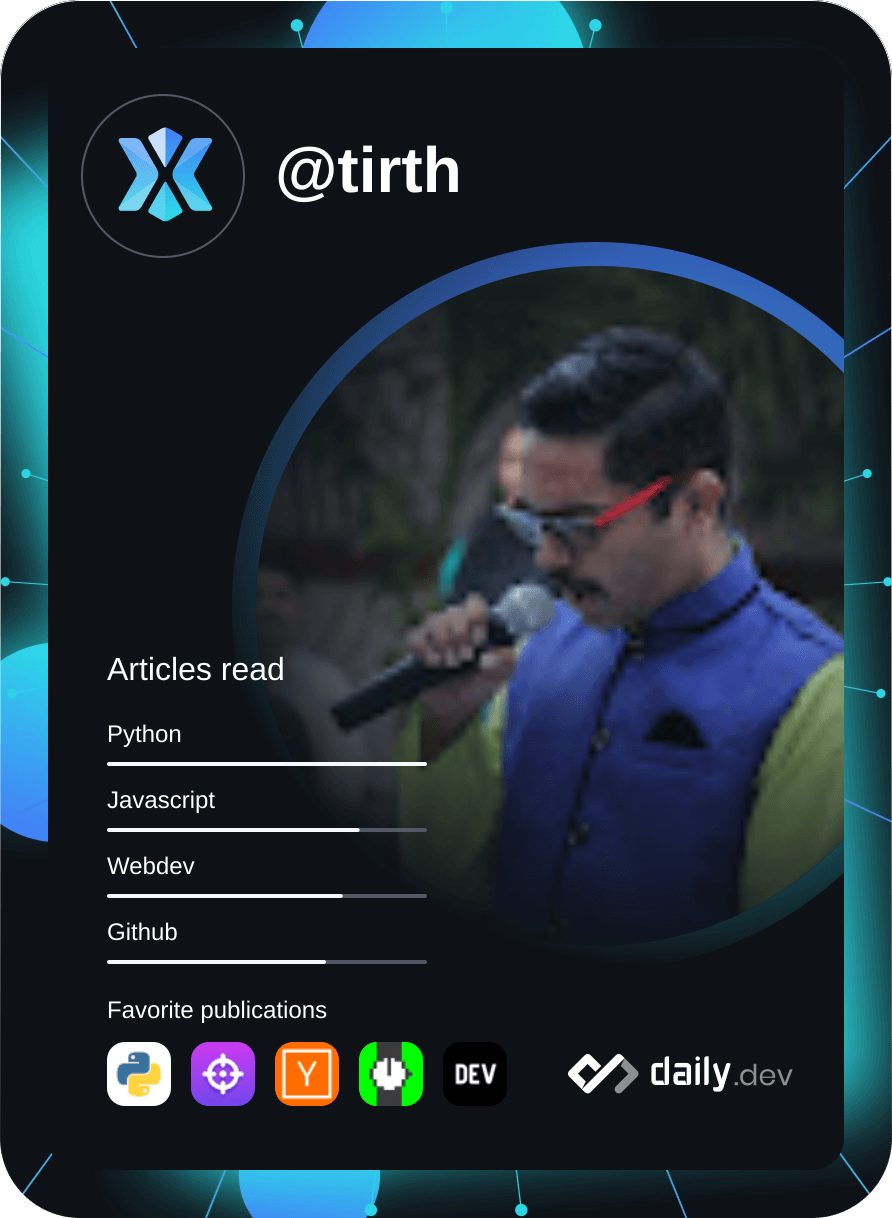 @tirth
Articles read
Python
Javascript
Webdev
Github
Favorite publications
Y
DEV
daily.dev